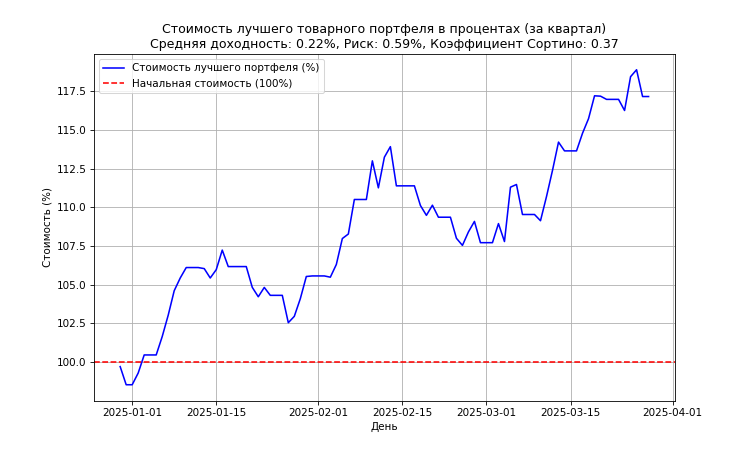 Стоимость лучшего товарного портфеля в процентах (за квартал)
Средняя доходность: 0.22%, Риск: 0.59%, Коэффициент Сортино: 0.37
Стоимость лучшего портфеля (%)
Начальная стоимость (100%)
Стоимость (%)
117.5
115.0
112.5
110.0
107.5
105.0
102.5
100.0
2025-01-01
2025-01-15
2025-02-01
2025-02-15
2025-03-01
2025-03-15
2025-04-01
День